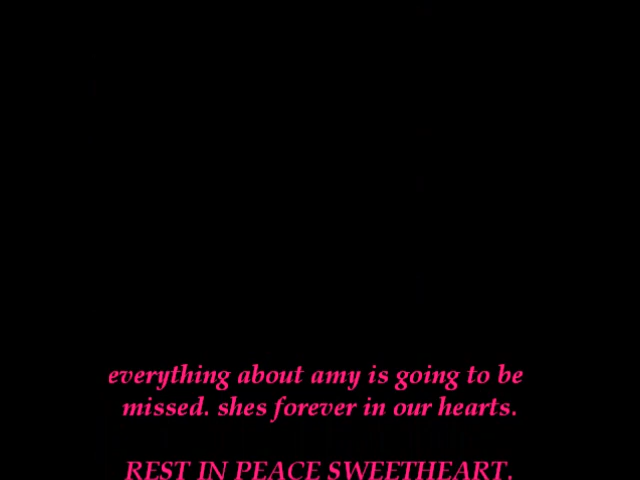 everything about amy is going to be
missed. shes forever in our hearts.
REST IN PEACE SWEETHEART.